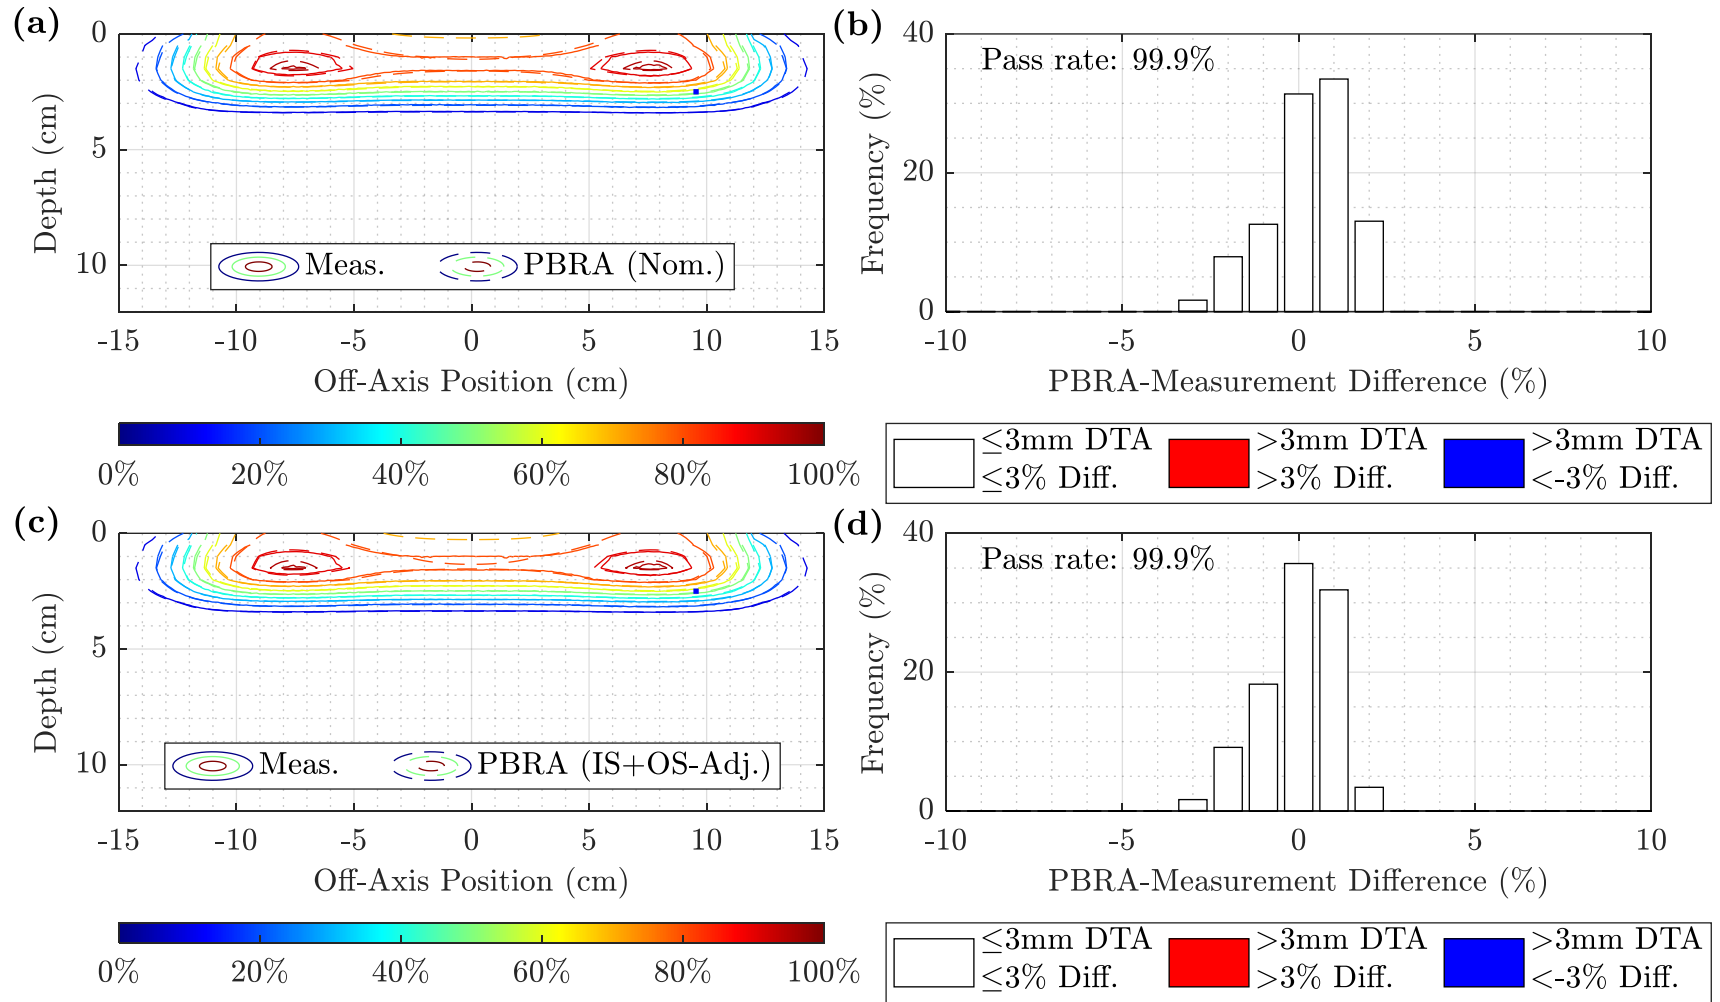 (a)
0
5
10
Depth (cm)
Meas.
PBRA (Nom.)
-15 -10 -5 0 5 10 15
Off-Axis Position (cm)
0% 20% 40% 60% 80% 100%
(b)
40
20
0
Frequency (%)
Pass rate: 99.9%
-10 -5 0 5 10
PBRA-Measurement Difference (%)
≤3mm DTA >3mm DTA >3mm DTA
≤3% Diff. >3% Diff. <-3% Diff.
(c)
0
5
10
Depth (cm)
Meas.
PBRA (IS+OS-Adj.)
-15 -10 -5 0 5 10 15
Off-Axis Position (cm)
0% 20% 40% 60% 80% 100%
(d)
40
20
0
Frequency (%)
Pass rate: 99.9%
-10 -5 0 5 10
PBRA-Measurement Difference (%)
≤3mm DTA >3mm DTA >3mm DTA
≤3% Diff. >3% Diff. <-3% Diff.